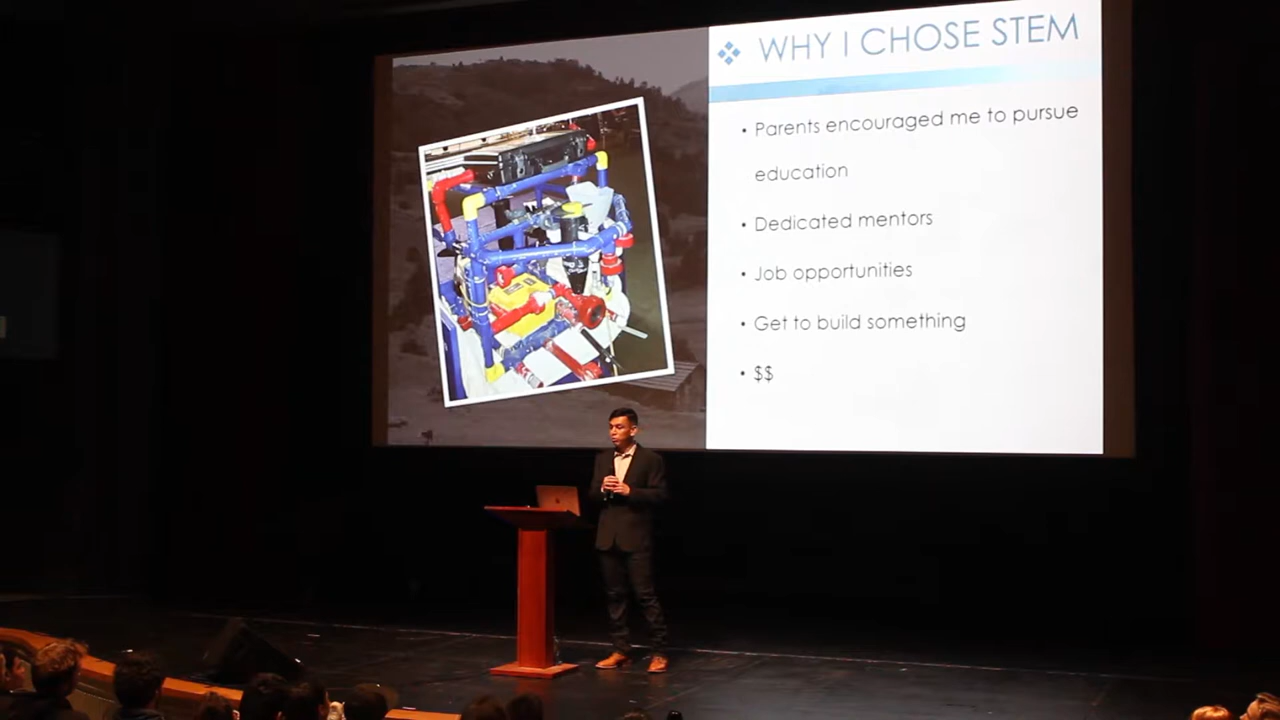 WHY I CHOSE STEM
• Parents encouraged me to pursue
education
• Dedicated mentors
• Job opportunities
• Get to build something
• $$